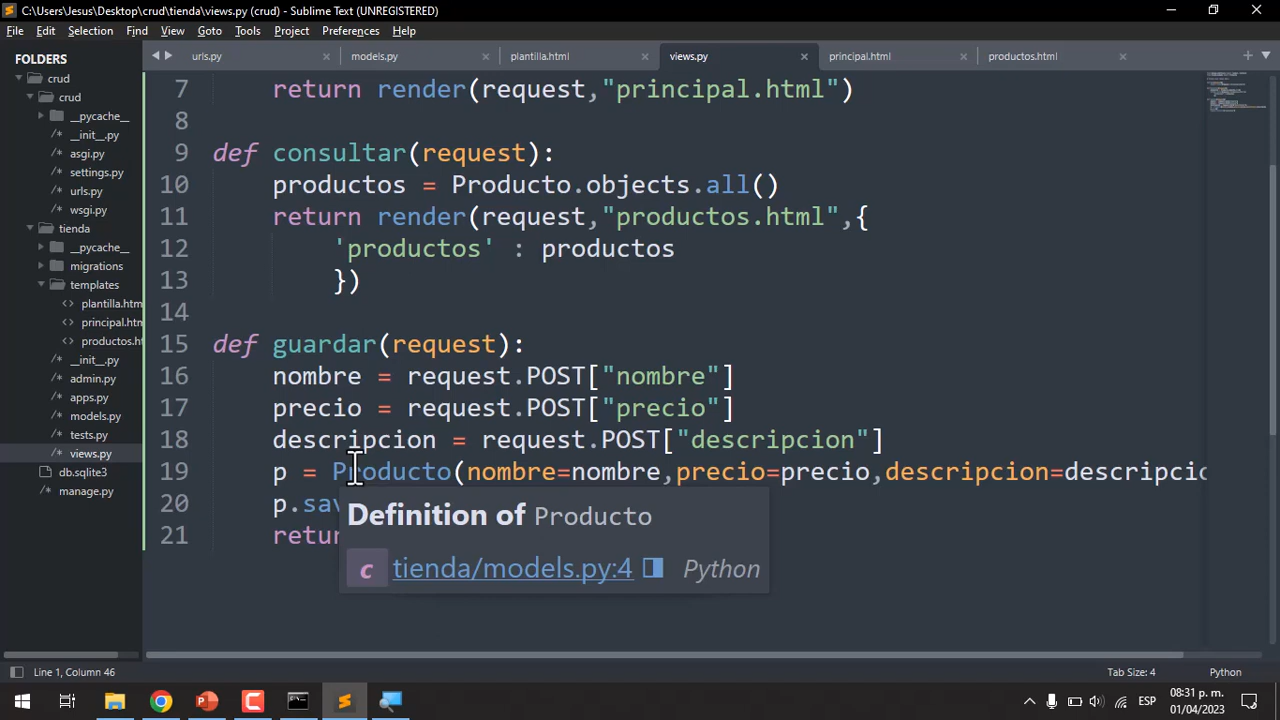 C:\Users\Jesus\Desktop\crud\tienda\views.py (crud) - Sublime Text (UNREGISTERED)
File Edit Selection Find View Goto Tools Project Preferences Help
FOLDERS
crud
crud
__pycache__
__init__.py
asgi.py
settings.py
urls.py
wsgi.py
tienda
__pycache__
migrations
templates
plantilla.htm
principal.htm
productos.h
__init__.py
admin.py
apps.py
models.py
tests.py
views.py
db.sqlite3
manage.py
urls.py models.py plantilla.html views.py principal.html productos.html
7 return render(request,"principal.html")
8
9 def consultar(request):
10 productos = Producto.objects.all()
11 return render(request,"productos.html",{
12 'productos' : productos
13 })
14
15 def guardar(request):
16 nombre = request.POST["nombre"]
17 precio = request.POST["precio"]
18 descripcion = request.POST["descripcion"]
19 p = Producto(nombre=nombre,precio=precio,descripcion=descripcio
20 p.sav
21 retur
Definition of Producto
c tienda/models.py:4 Python
Line 1, Column 46
Tab Size: 4
Python
ESP
08:31 p. m.
01/04/2023